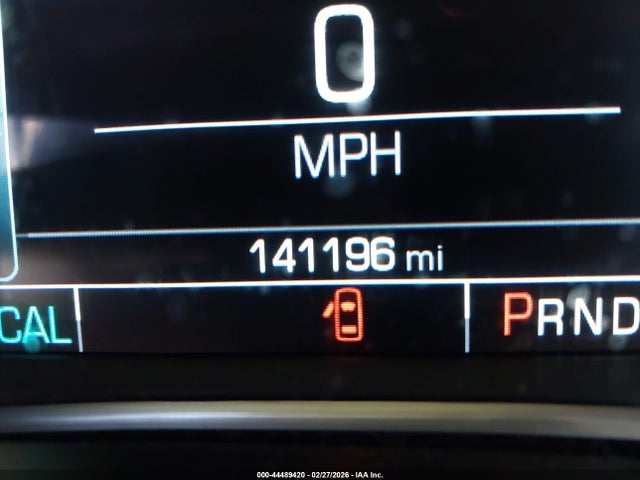 0
MPH
141196 mi
CAL
PRND
000-44489420 - 02/27/2026 - IAA Inc.